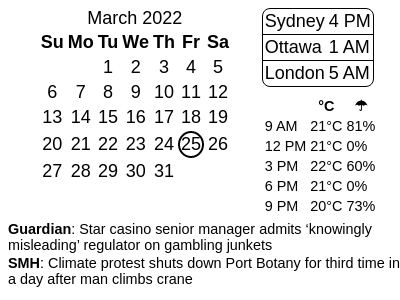 March 2022
Su Mo Tu We Th Fr Sa
1 2 3 4 5
6 7 8 9 10 11 12
13 14 15 16 17 18 19
20 21 22 23 24 25 26
27 28 29 30 31
Sydney 4 PM
Ottawa 1 AM
London 5 AM
°C ☂
9 AM 21°C 81%
12 PM 21°C 0%
3 PM 22°C 60%
6 PM 21°C 0%
9 PM 20°C 73%
Guardian: Star casino senior manager admits ‘knowingly
misleading’ regulator on gambling junkets
SMH: Climate protest shuts down Port Botany for third time in
a day after man climbs crane